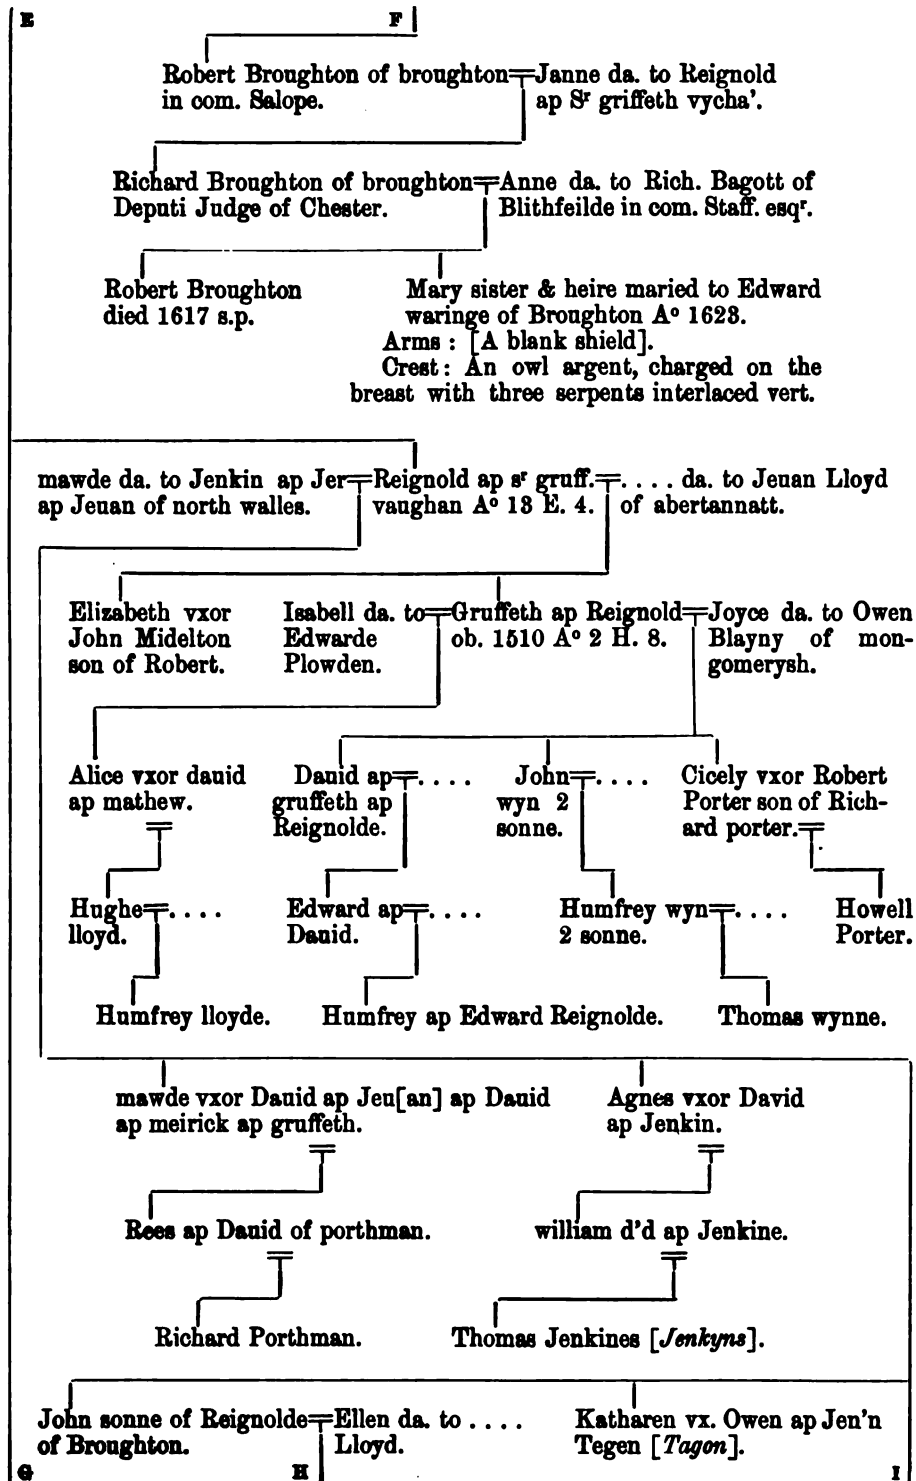 E F
Robert Broughton of broughton Janne da. to Reignold
in com. Salope. ap Sʳ griffeth vycha'.
Richard Broughton of broughton Anne da. to Rich. Bagott of
Deputi Judge of Chester. Blithfeilde in com. Staff. esqʳ.
Robert Broughton Mary sister & heire maried to Edward
died 1617 s.p. waringe of Broughton Aº 1623.
Arms : [A blank shield].
Crest : An owl argent, charged on the
breast with three serpents interlaced vert.
mawde da. to Jenkin ap Jer Reignold ap sʳ gruff. . . . . da. to Jeuan Lloyd
ap Jeuan of north walles. vaughan Aº 13 E. 4. of abertannatt.
Elizabeth vxor Isabell da. to Gruffeth ap Reignold Joyce da. to Owen
John Midelton Edwarde ob. 1510 Aº 2 H. 8. Blayny of mon-
son of Robert. Plowden. gomerysh.
Alice vxor dauid Dauid ap . . . . John . . . . Cicely vxor Robert
ap mathew. gruffeth ap wyn 2 Porter son of Rich-
Reignolde. sonne. ard porter.
Hughe . . . . Edward ap . . . . Humfrey wyn . . . . Howell
lloyd. Dauid. 2 sonne. Porter.
Humfrey lloyde. Humfrey ap Edward Reignolde. Thomas wynne.
mawde vxor Dauid ap Jeu[an] ap Dauid Agnes vxor David
ap meirick ap gruffeth. ap Jenkin.
Rees ap Dauid of porthman. william d'd ap Jenkine.
Richard Porthman. Thomas Jenkines [Jenkyns].
John sonne of Reignolde Ellen da. to . . . . Katharen vx. Owen ap Jen'n
of Broughton. Lloyd. Tegen [Tagon].
G H I